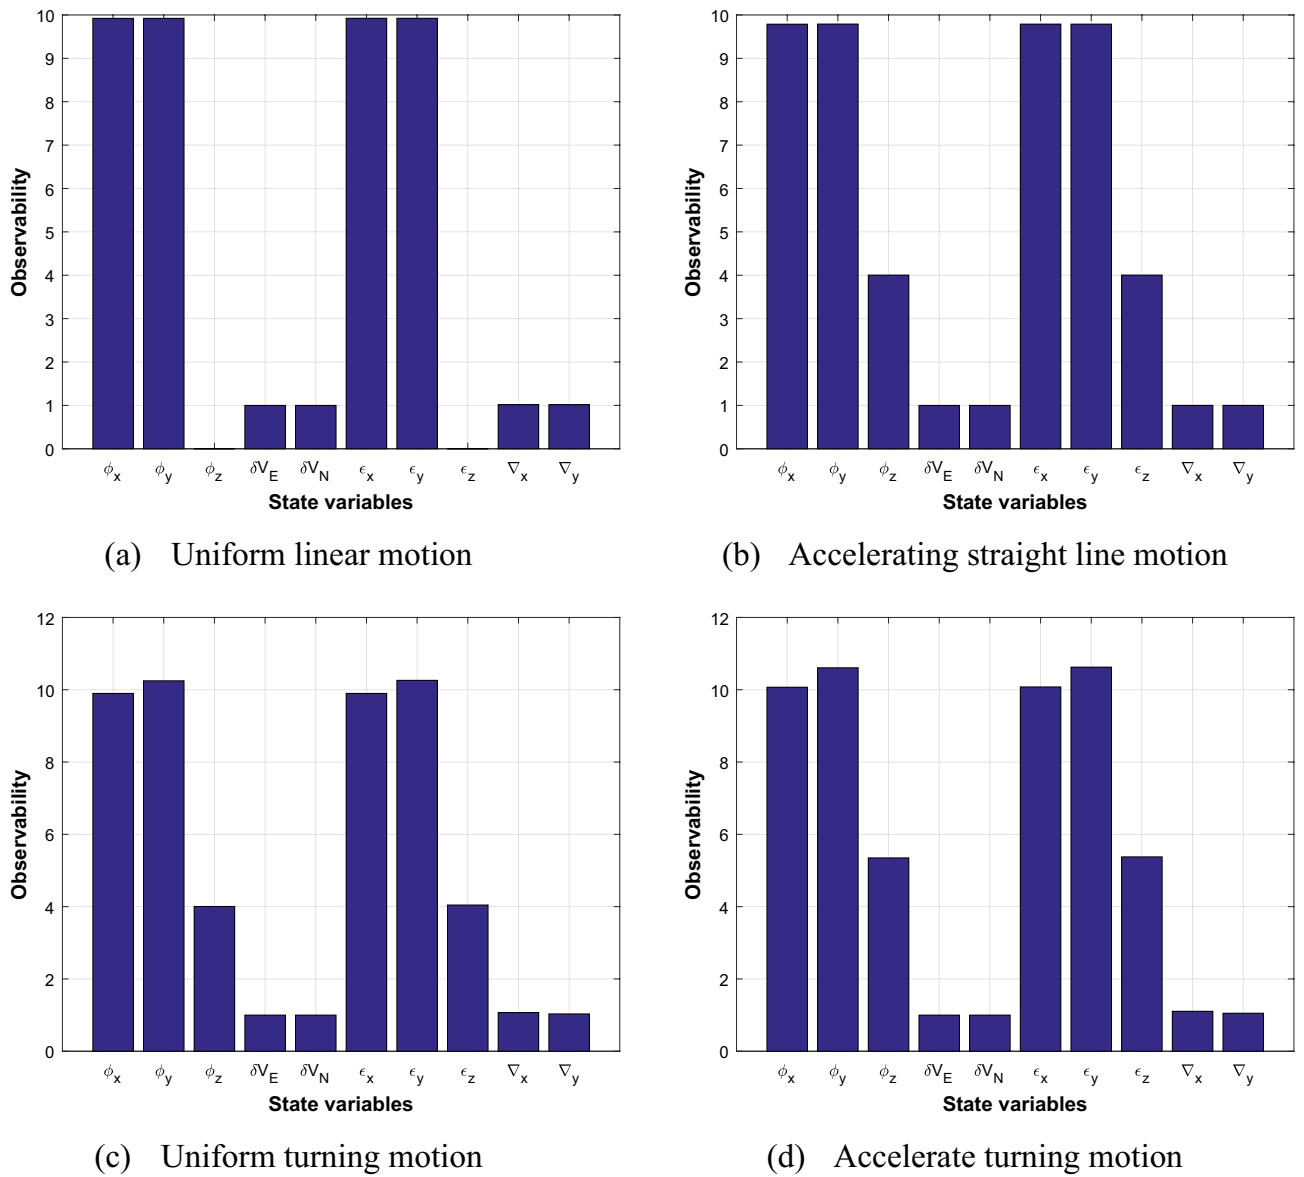 10
9
8
7
6
5
4
3
2
1
0
Observability
ϕx ϕy ϕz δVE δVN ϵx ϵy ϵz ∇x ∇y
State variables
(a) Uniform linear motion
10
9
8
7
6
5
4
3
2
1
0
Observability
ϕx ϕy ϕz δVE δVN ϵx ϵy ϵz ∇x ∇y
State variables
(b) Accelerating straight line motion
12
10
8
6
4
2
0
Observability
ϕx ϕy ϕz δVE δVN ϵx ϵy ϵz ∇x ∇y
State variables
(c) Uniform turning motion
12
10
8
6
4
2
0
Observability
ϕx ϕy ϕz δVE δVN ϵx ϵy ϵz ∇x ∇y
State variables
(d) Accelerate turning motion